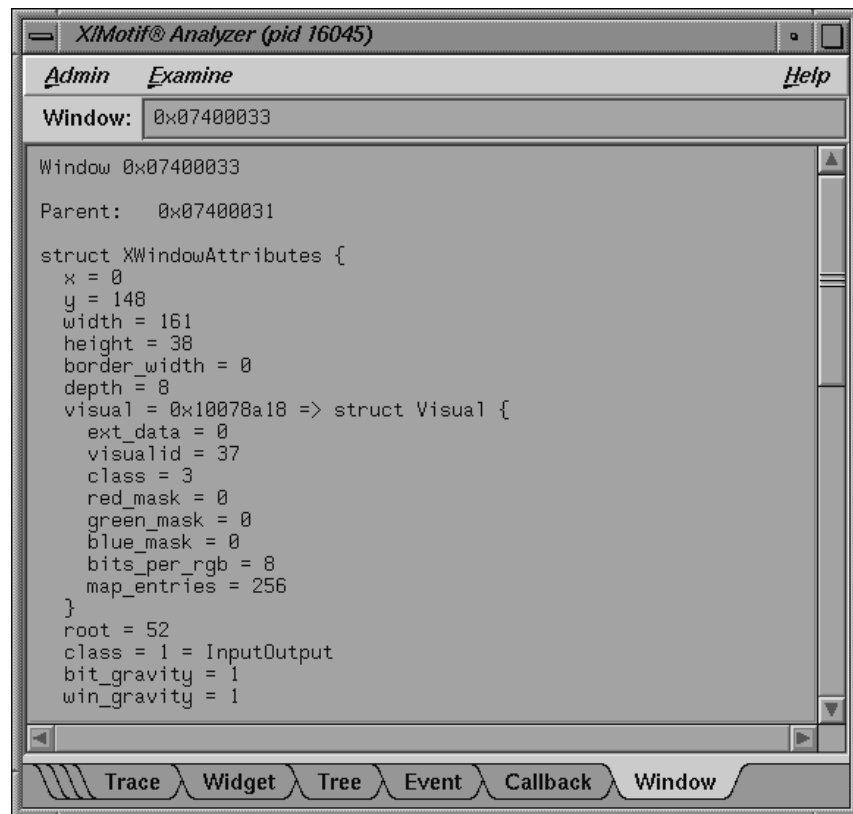 X/Motif® Analyzer (pid 16045)
Admin Examine Help
Window: 0x07400033
Window 0x07400033
Parent: 0x07400031
struct XWindowAttributes {
x = 0
y = 148
width = 161
height = 38
border_width = 0
depth = 8
visual = 0x10078a18 => struct Visual {
ext_data = 0
visualid = 37
class = 3
red_mask = 0
green_mask = 0
blue_mask = 0
bits_per_rgb = 8
map_entries = 256
}
root = 52
class = 1 = InputOutput
bit_gravity = 1
win_gravity = 1
Trace Widget Tree Event Callback Window